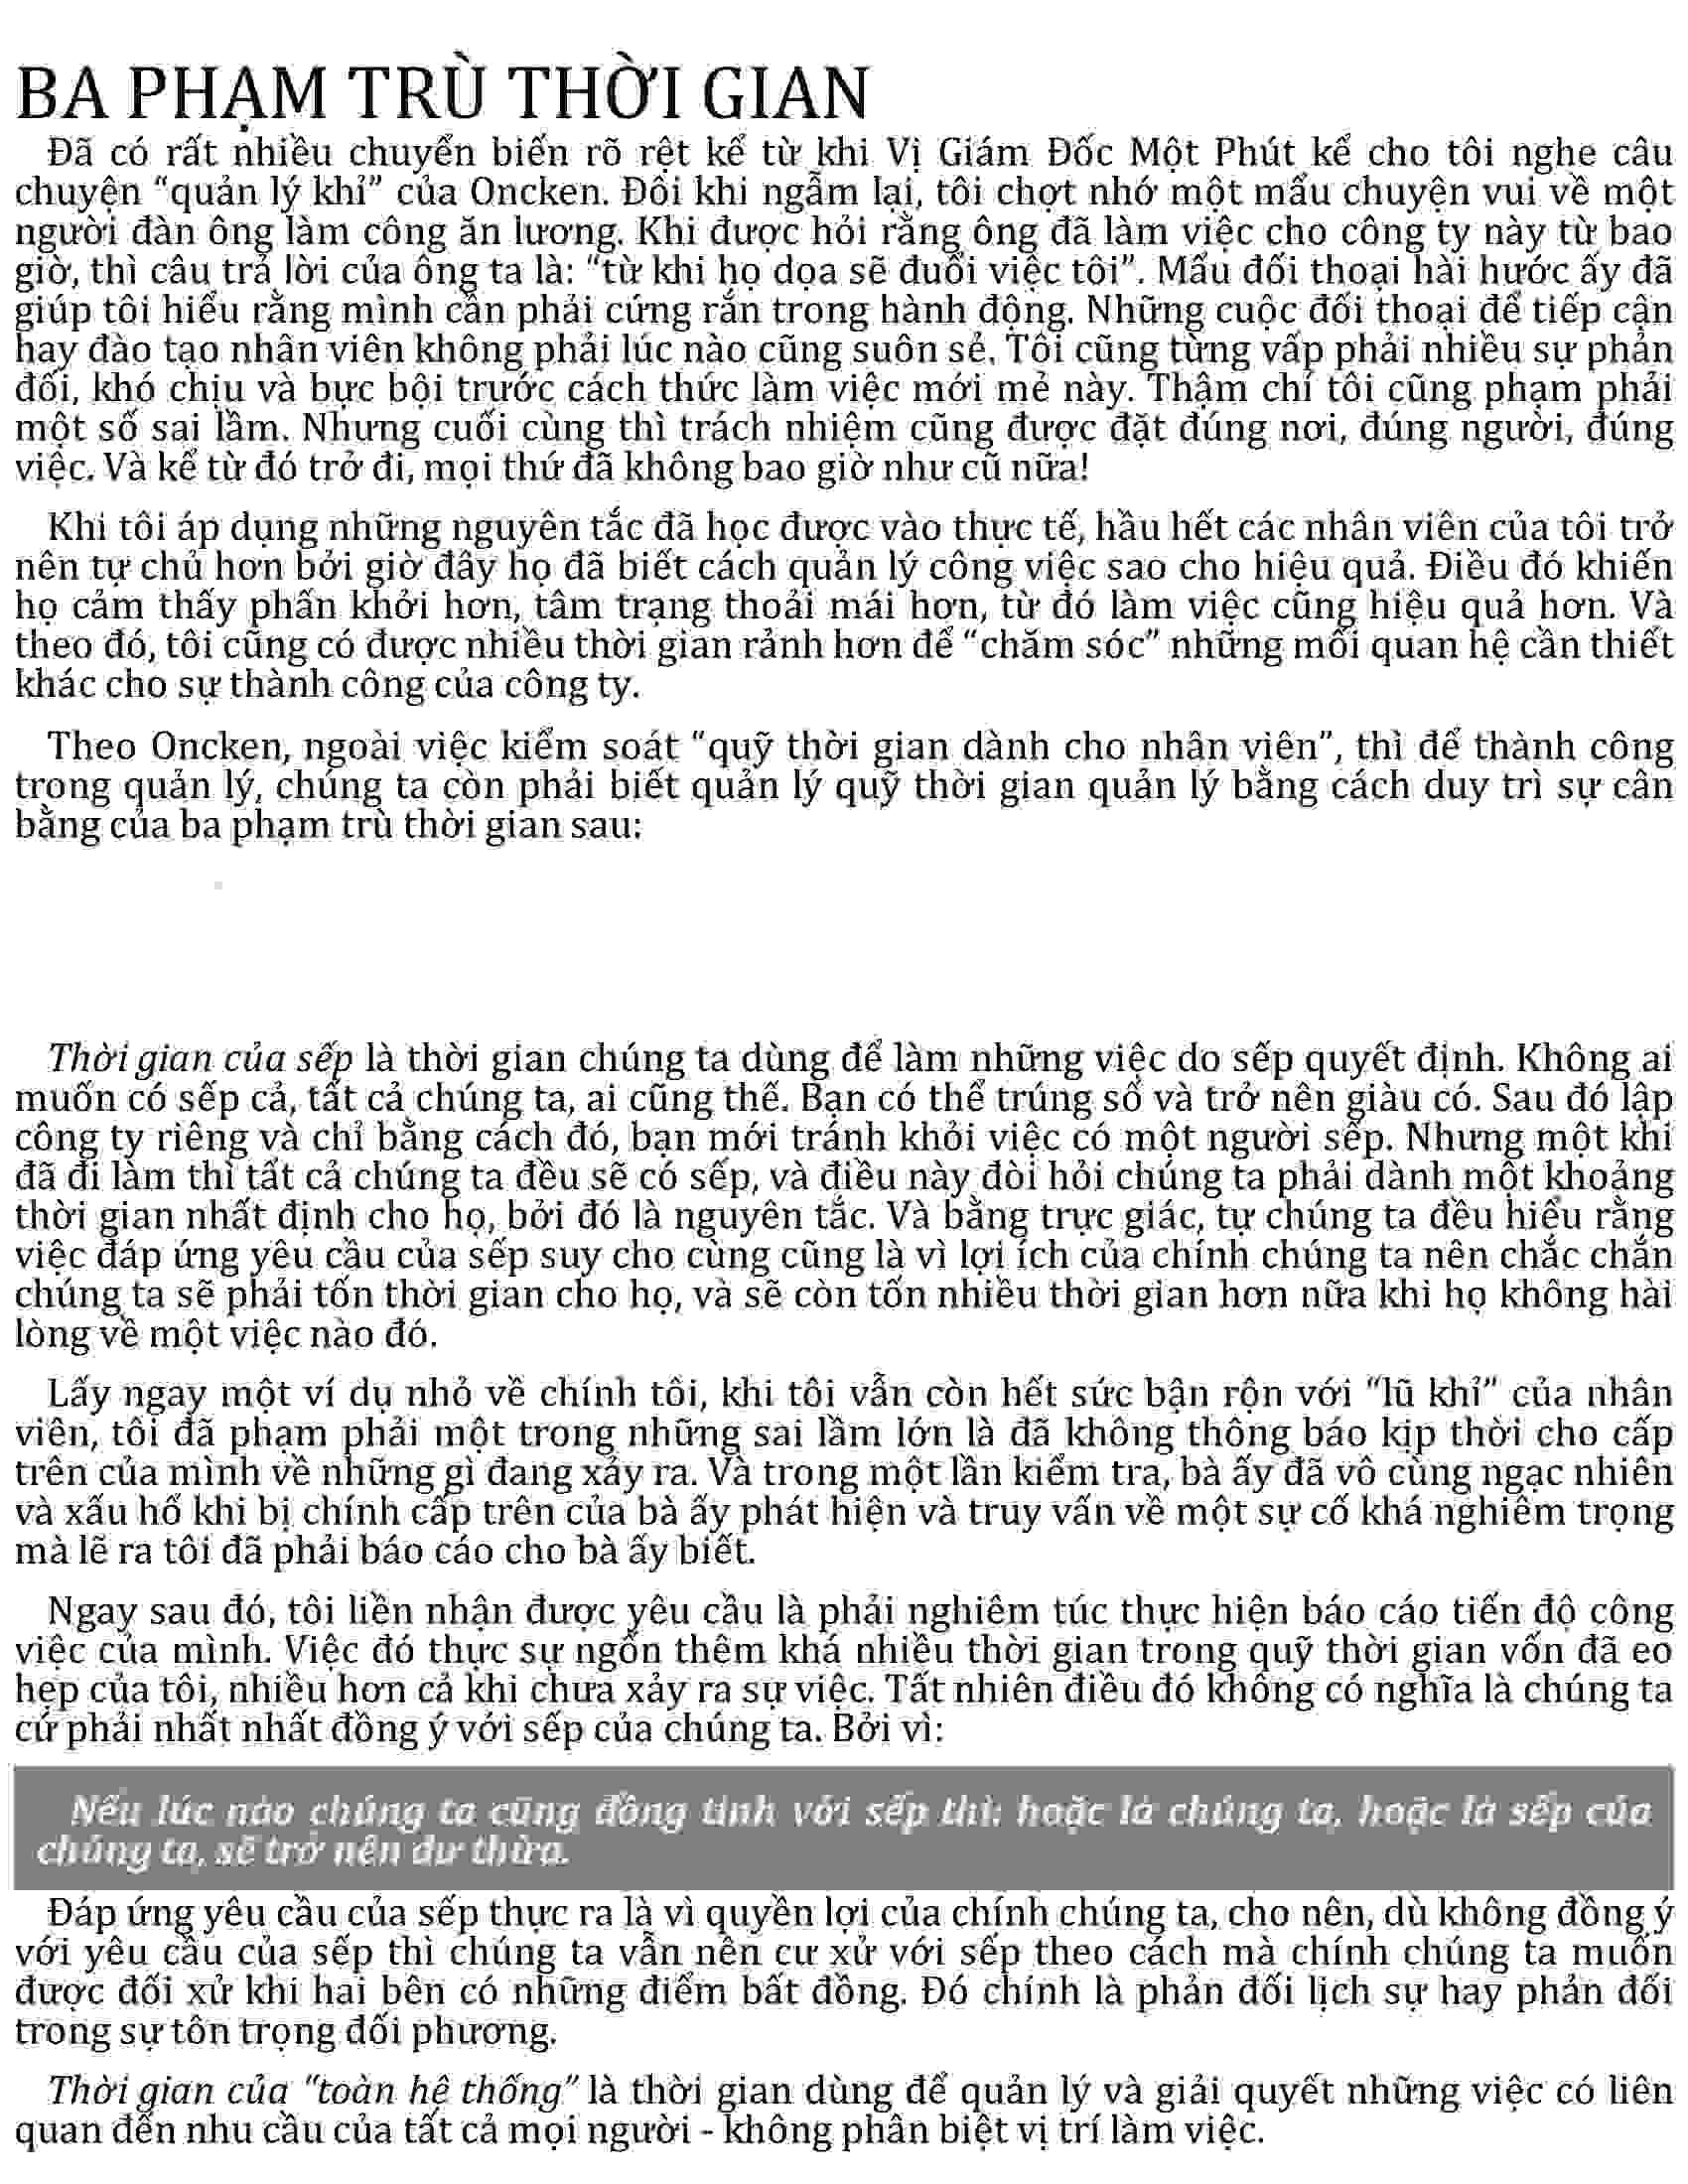 BA PHẠM TRÙ THỜI GIAN
Đã có rất nhiều chuyển biến rõ rệt kể từ khi Vị Giám Đốc Một Phút kể cho tôi nghe câu
chuyện “quản lý khỉ” của Oncken. Đôi khi ngẫm lại, tôi chợt nhớ một mẩu chuyện vui về một
người đàn ông làm công ăn lương. Khi được hỏi rằng ông đã làm việc cho công ty này từ bao
giờ, thì câu trả lời của ông ta là: “từ khi họ dọa sẽ đuổi việc tôi”. Mẩu đối thoại hài hước ấy đã
giúp tôi hiểu rằng mình cần phải cứng rắn trong hành động. Những cuộc đối thoại để tiếp cận
hay đào tạo nhân viên không phải lúc nào cũng suôn sẻ. Tôi cũng từng vấp phải nhiều sự phản
đối, khó chịu và bực bội trước cách thức làm việc mới mẻ này. Thậm chí tôi cũng phạm phải
một số sai lầm. Nhưng cuối cùng thì trách nhiệm cũng được đặt đúng nơi, đúng người, đúng
việc. Và kể từ đó trở đi, mọi thứ đã không bao giờ như cũ nữa!
Khi tôi áp dụng những nguyên tắc đã học được vào thực tế, hầu hết các nhân viên của tôi trở
nên tự chủ hơn bởi giờ đây họ đã biết cách quản lý công việc sao cho hiệu quả. Điều đó khiến
họ cảm thấy phấn khởi hơn, tâm trạng thoải mái hơn, từ đó làm việc cũng hiệu quả hơn. Và
theo đó, tôi cũng có được nhiều thời gian rảnh hơn để “chăm sóc” những mối quan hệ cần thiết
khác cho sự thành công của công ty.
Theo Oncken, ngoài việc kiểm soát “quỹ thời gian dành cho nhân viên”, thì để thành công
trong quản lý, chúng ta còn phải biết quản lý quỹ thời gian quản lý bằng cách duy trì sự cân
bằng của ba phạm trù thời gian sau:
Thời gian của sếp là thời gian chúng ta dùng để làm những việc do sếp quyết định. Không ai
muốn có sếp cả, tất cả chúng ta, ai cũng thế. Bạn có thể trúng số và trở nên giàu có. Sau đó lập
công ty riêng và chỉ bằng cách đó, bạn mới tránh khỏi việc có một người sếp. Nhưng một khi
đã đi làm thì tất cả chúng ta đều sẽ có sếp, và điều này đòi hỏi chúng ta phải dành một khoảng
thời gian nhất định cho họ, bởi đó là nguyên tắc. Và bằng trực giác, tự chúng ta đều hiểu rằng
việc đáp ứng yêu cầu của sếp suy cho cùng cũng là vì lợi ích của chính chúng ta nên chắc chắn
chúng ta sẽ phải tốn thời gian cho họ, và sẽ còn tốn nhiều thời gian hơn nữa khi họ không hài
lòng về một việc nào đó.
Lấy ngay một ví dụ nhỏ về chính tôi, khi tôi vẫn còn hết sức bận rộn với “lũ khỉ” của nhân
viên, tôi đã phạm phải một trong những sai lầm lớn là đã không thông báo kịp thời cho cấp
trên của mình về những gì đang xảy ra. Và trong một lần kiểm tra, bà ấy đã vô cùng ngạc nhiên
và xấu hổ khi bị chính cấp trên của bà ấy phát hiện và truy vấn về một sự cố khá nghiêm trọng
mà lẽ ra tôi đã phải báo cáo cho bà ấy biết.
Ngay sau đó, tôi liền nhận được yêu cầu là phải nghiêm túc thực hiện báo cáo tiến độ công
việc của mình. Việc đó thực sự ngốn thêm khá nhiều thời gian trong quỹ thời gian vốn đã eo
hẹp của tôi, nhiều hơn cả khi chưa xảy ra sự việc. Tất nhiên điều đó không có nghĩa là chúng ta
cứ phải nhất nhất đồng ý với sếp của chúng ta. Bởi vì:
Nếu lúc nào chúng ta cũng đồng tình với sếp thì: hoặc là chúng ta, hoặc là sếp của
chúng ta, sẽ trở nên dư thừa.
Đáp ứng yêu cầu của sếp thực ra là vì quyền lợi của chính chúng ta, cho nên, dù không đồng ý
với yêu cầu của sếp thì chúng ta vẫn nên cư xử với sếp theo cách mà chính chúng ta muốn
được đối xử khi hai bên có những điểm bất đồng. Đó chính là phản đối lịch sự hay phản đối
trong sự tôn trọng đối phương.
Thời gian của “toàn hệ thống” là thời gian dùng để quản lý và giải quyết những việc có liên
quan đến nhu cầu của tất cả mọi người - không phân biệt vị trí làm việc.